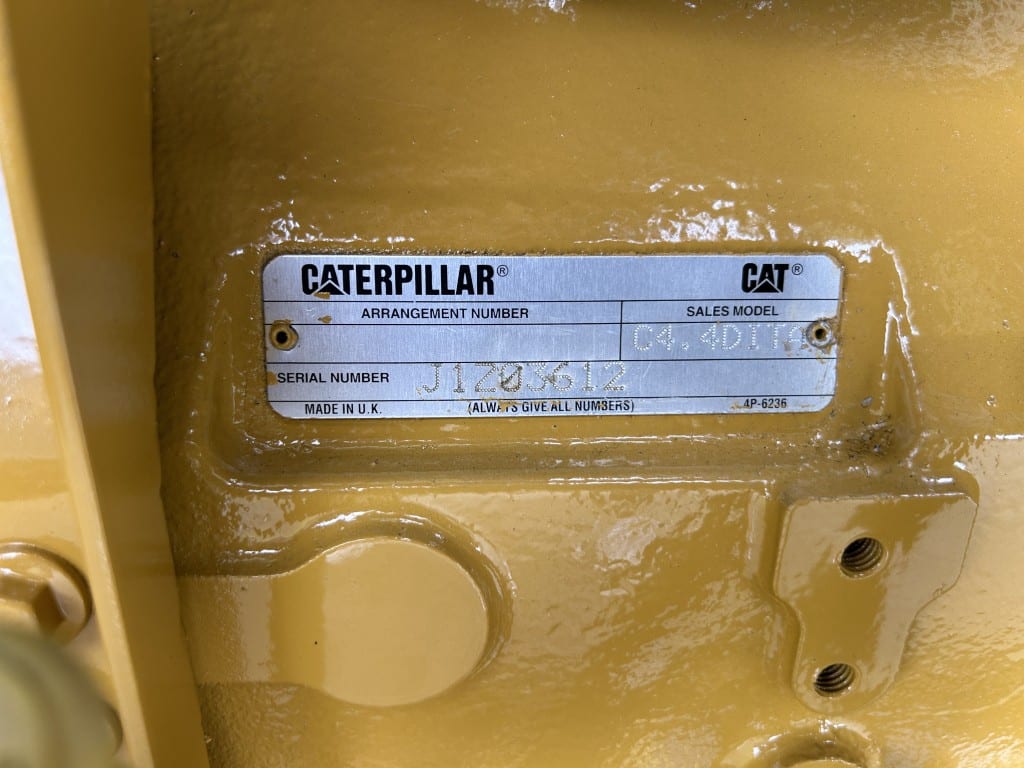 CATERPILLAR® CAT®
ARRANGEMENT NUMBER SALES MODEL
C4.4DITA
SERIAL NUMBER J1Z03612
MADE IN U.K. (ALWAYS GIVE ALL NUMBERS) 4P-6236